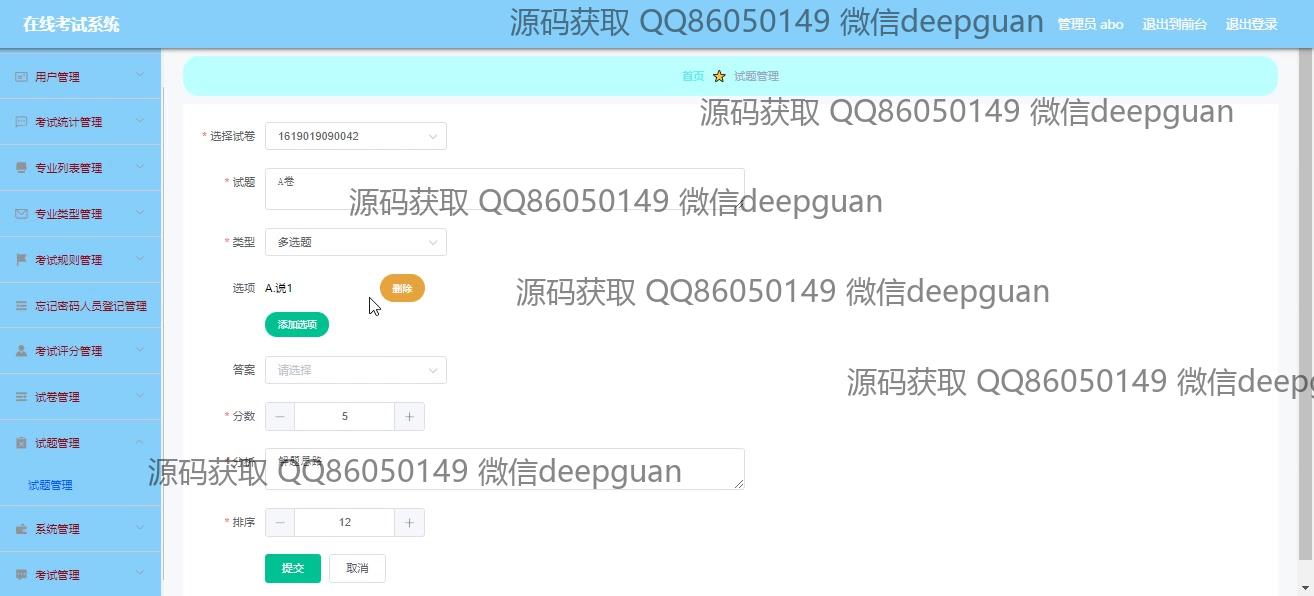 在线考试系统
源码获取 QQ86050149 微信deepguan
管理员 abo 退出到前台 退出登录
用户管理
考试统计管理
专业列表管理
专业类型管理
考试规则管理
忘记密码人员登记管理
考试评分管理
试卷管理
试题管理
试题管理
系统管理
考试管理
首页 试题管理
源码获取 QQ86050149 微信deepguan
* 选择试卷 1619019090042
* 试题 A卷
源码获取 QQ86050149 微信deepguan
* 类型 多选题
选项 A.说1 删除
源码获取 QQ86050149 微信deepguan
添加选项
答案 请选择
源码获取 QQ86050149 微信deepg
* 分数 5
* 分析 解题思路
源码获取 QQ86050149 微信deepguan
* 排序 12
提交 取消